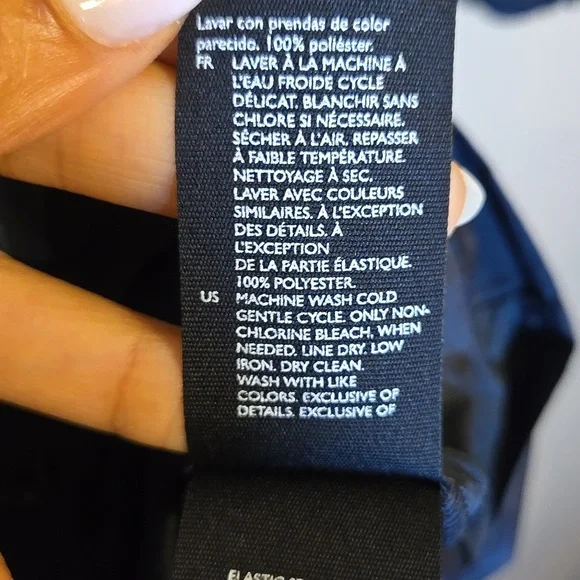 Lavar con prendas de color
parecido. 100% poliéster.
FR LAVER À LA MACHINE À
L'EAU FROIDE CYCLE
DÉLICAT. BLANCHIR SANS
CHLORE SI NÉCESSAIRE.
SÉCHER À L'AIR. REPASSER
À FAIBLE TEMPÉRATURE.
NETTOYAGE À SEC.
LAVER AVEC COULEURS
SIMILAIRES. À L'EXCEPTION
DES DÉTAILS. À
L'EXCEPTION
DE LA PARTIE ÉLASTIQUE.
100% POLYESTER.
US MACHINE WASH COLD
GENTLE CYCLE. ONLY NON-
CHLORINE BLEACH, WHEN
NEEDED. LINE DRY. LOW
IRON. DRY CLEAN.
WASH WITH LIKE
COLORS. EXCLUSIVE OF
DETAILS. EXCLUSIVE OF